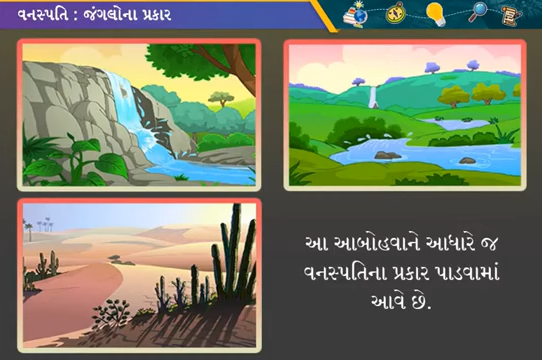 વનસ્પતિ : જંગલોના પ્રકાર
આ આબોહવાને આધારે જ
વનસ્પતિના પ્રકાર પાડવામાં
આવે છે.